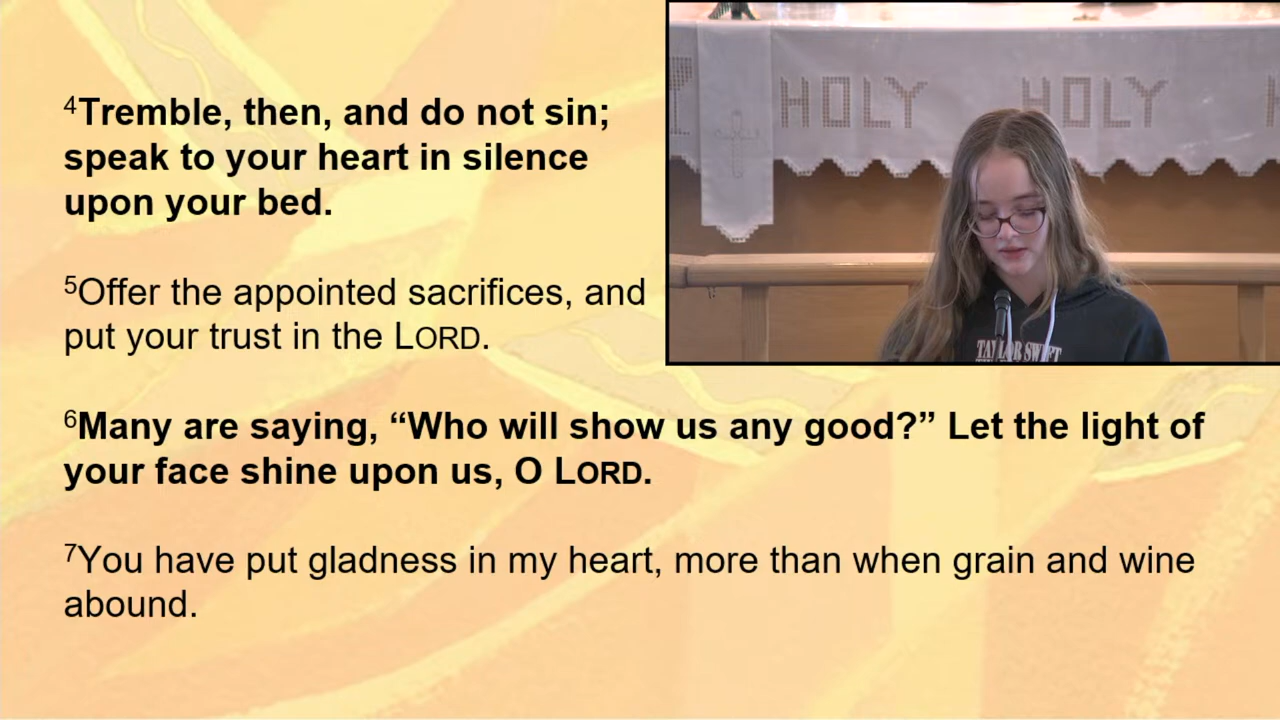 ⁴Tremble, then, and do not sin;
speak to your heart in silence
upon your bed.
⁵Offer the appointed sacrifices, and
put your trust in the LORD.
⁶Many are saying, “Who will show us any good?” Let the light of
your face shine upon us, O LORD.
⁷You have put gladness in my heart, more than when grain and wine
abound.
HOLY HOLY
TAYLOR SWIFT